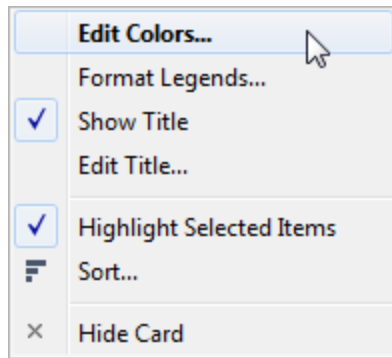 Edit Colors...
Format Legends...
Show Title
Edit Title...
Highlight Selected Items
Sort...
Hide Card